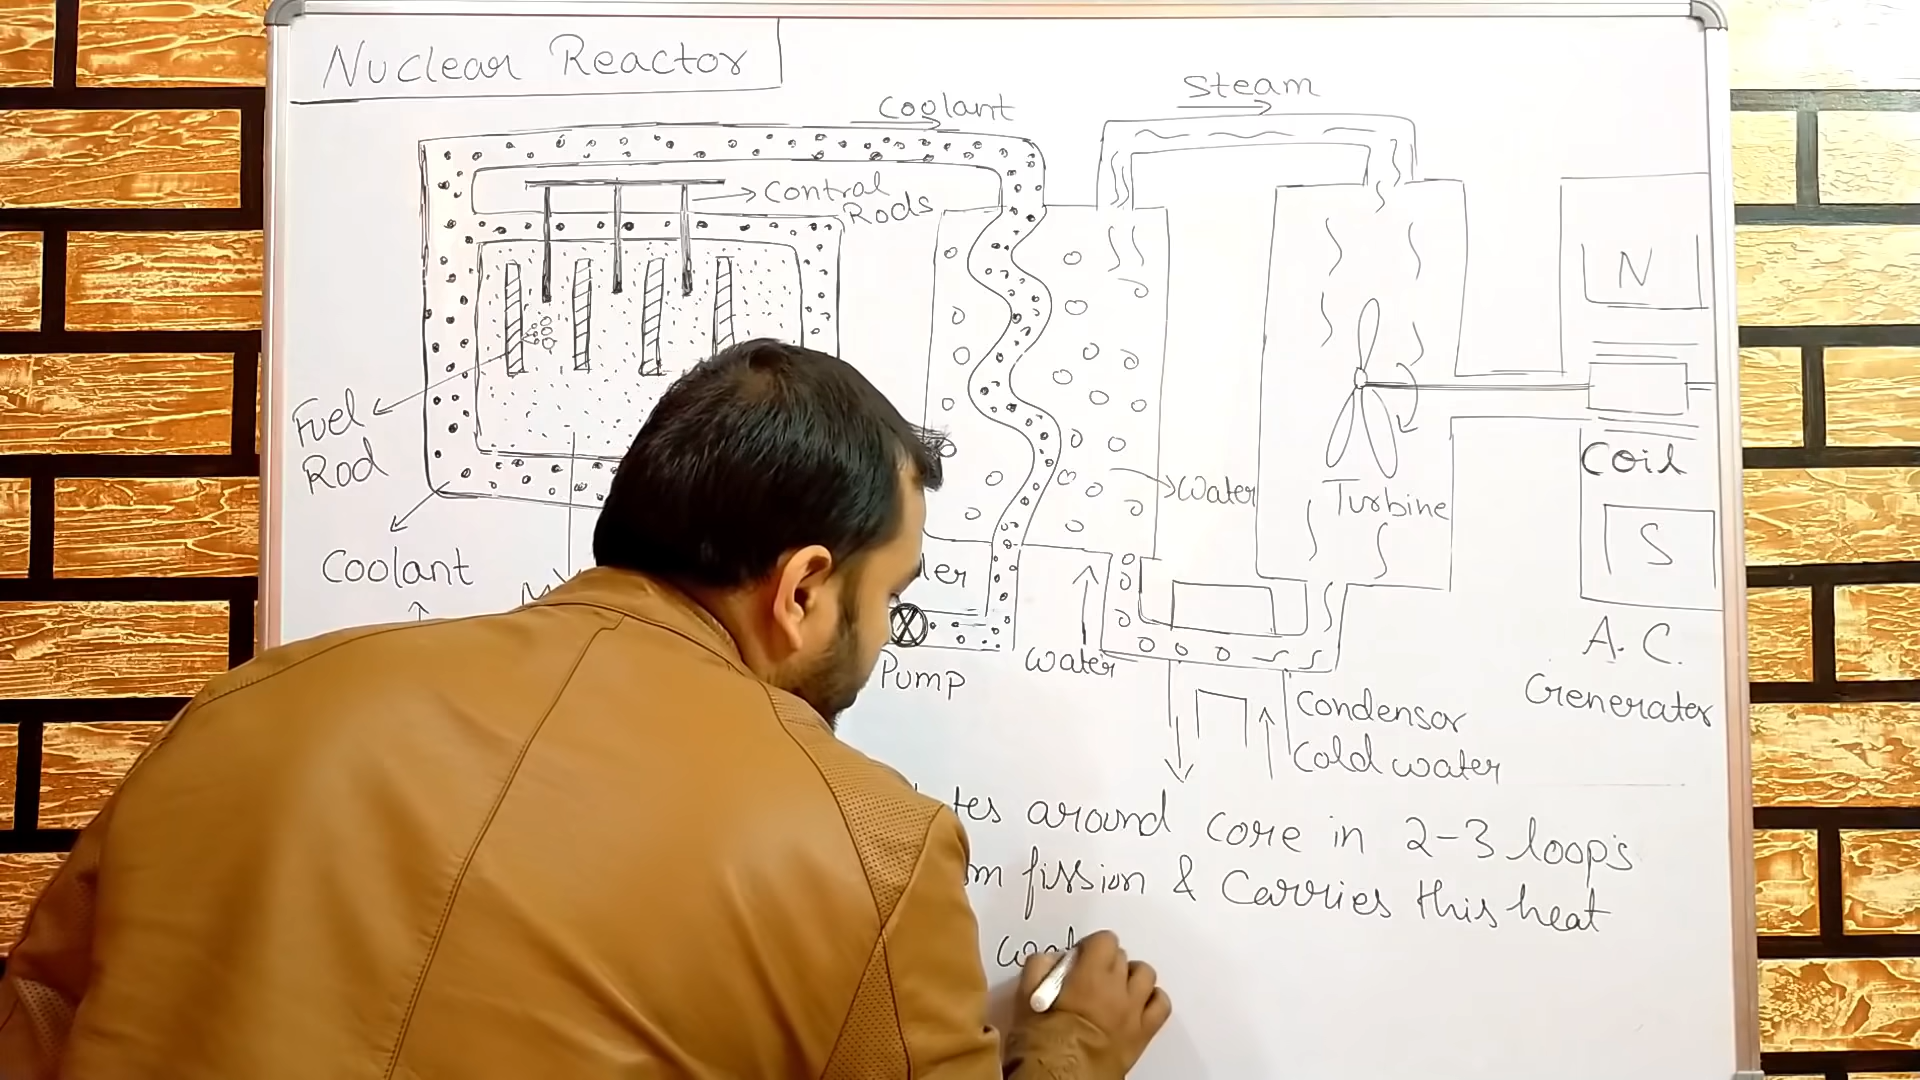 Nuclear Reactor
Coolant
Steam
Control
Rods
N
Fuel
Rod
Coil
Water
Turbine
S
Coolant
Water
Pump
A.C.
Generator
Condensor
Cold water
around core in 2-3 loops
fission & Carries this heat